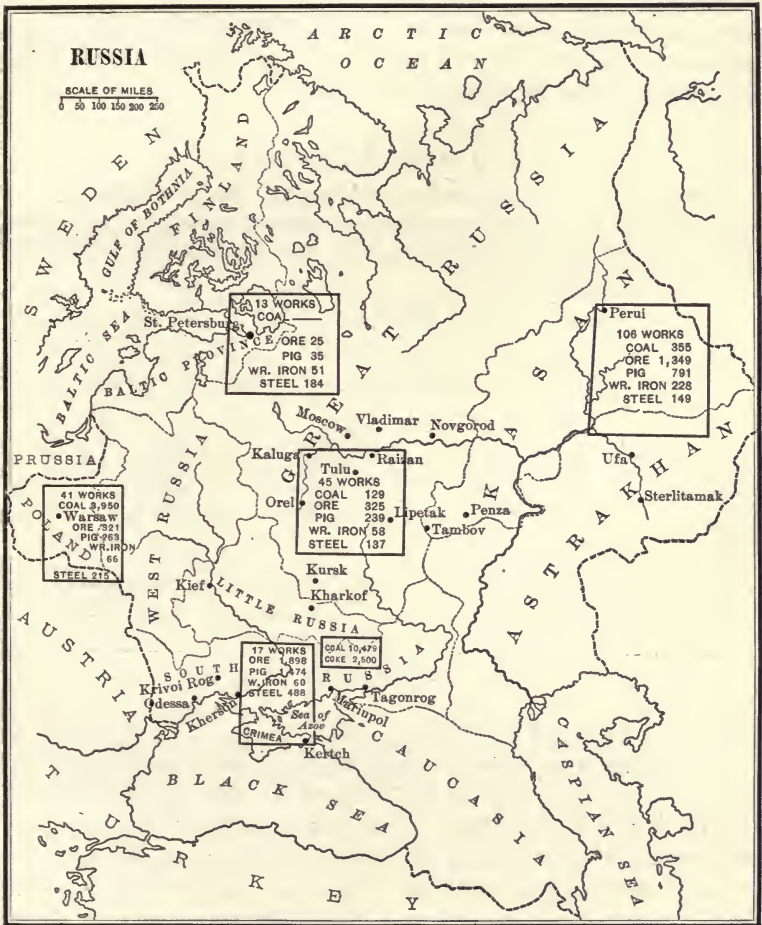 RUSSIA
SCALE OF MILES
0 50 100 150 200 250
ARCTIC
OCEAN
SWEDEN
GULF OF BOTHNIA
FINLAND
GREAT RUSSIA
KASAN
BALTIC SEA
St. Petersburg
BALTIC PROVINCE
13 WORKS
COAL
ORE 25
PIG 35
WR. IRON 51
STEEL 184
Perui
106 WORKS
COAL 355
ORE 1,349
PIG 791
WR. IRON 228
STEEL 149
Moscow
Vladimar
Novgorod
Kaluga
Raizan
Tulu
45 WORKS
COAL 129
ORE 325
PIG 239
WR. IRON 58
STEEL 137
Orel
Lipetak
Tambov
Penza
Ufa
Sterlitamak
ASTRAKHAN
PRUSSIA
POLAND
41 WORKS
COAL 3,950
Warsaw
ORE 321
PIG 263
WR. IRON
66
STEEL 215
WEST RUSSIA
Kursk
Kharkof
Kief
LITTLE RUSSIA
AUSTRIA
SOUTH RUSSIA
17 WORKS
ORE 1,898
PIG 1,474
W. IRON 60
STEEL 488
COAL 10,479
COKE 2,500
Krivoi Rog
Odessa
Kherson
Mariupol
Tagonrog
Sea of
Azov
CRIMEA
Kertch
CAUCASIA
BLACK SEA
CASPIAN SEA
TURKEY